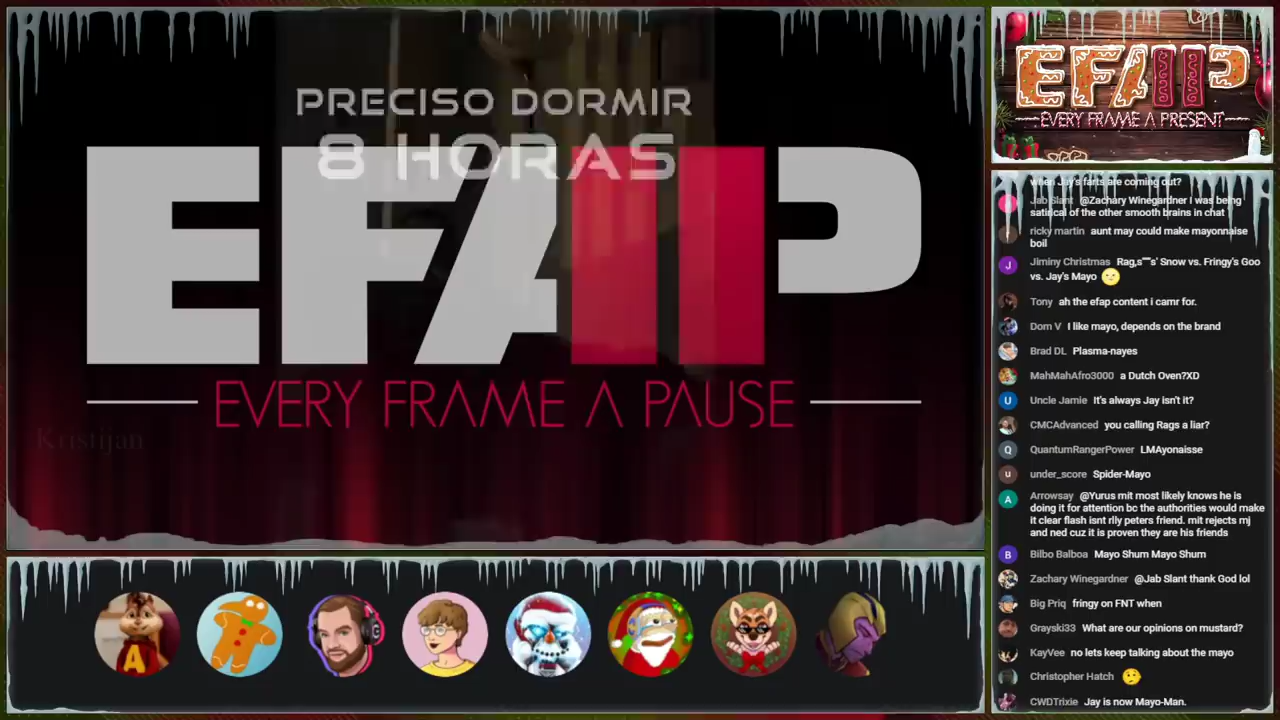 PRECISO DORMIR
8 HORAS
EFAP
EVERY FRAME A PAUSE
Kristijan
EFAP
EVERY FRAME A PRESENT
when Jay's farts are coming out?
Jab Slant @Zachary Winegardner I was being
satirical of the other smooth brains in chat
ricky martin aunt may could make mayonnaise
boil
Jiminy Christmas Rag,s""s' Snow vs. Fringy's Goo
vs. Jay's Mayo 🌝
Tony ah the efap content i camr for.
Dom V I like mayo, depends on the brand
Brad DL Plasma-nayes
MahMahAfro3000 a Dutch Oven?XD
Uncle Jamie It's always Jay isn't it?
CMCAdvanced you calling Rags a liar?
QuantumRangerPower LMAyonaisse
under_score Spider-Mayo
Arrowsay @Yurus mit most likely knows he is
doing it for attention bc the authorities would make
it clear flash isnt rlly peters friend. mit rejects mj
and ned cuz it is proven they are his friends
Bilbo Balboa Mayo Shum Mayo Shum
Zachary Winegardner @Jab Slant thank God lol
Big Priq fringy on FNT when
Grayski33 What are our opinions on mustard?
KayVee no lets keep talking about the mayo
Christopher Hatch 🤔
CWDTrixie Jay is now Mayo-Man.